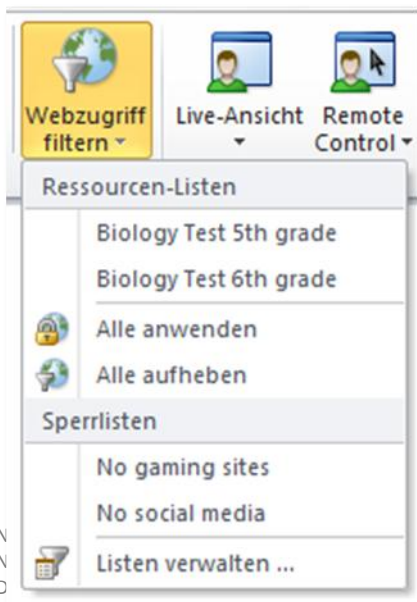 Webzugriff
filtern
Live-Ansicht
Remote
Control
Ressourcen-Listen
Biology Test 5th grade
Biology Test 6th grade
Alle anwenden
Alle aufheben
Sperrlisten
No gaming sites
No social media
Listen verwalten ...